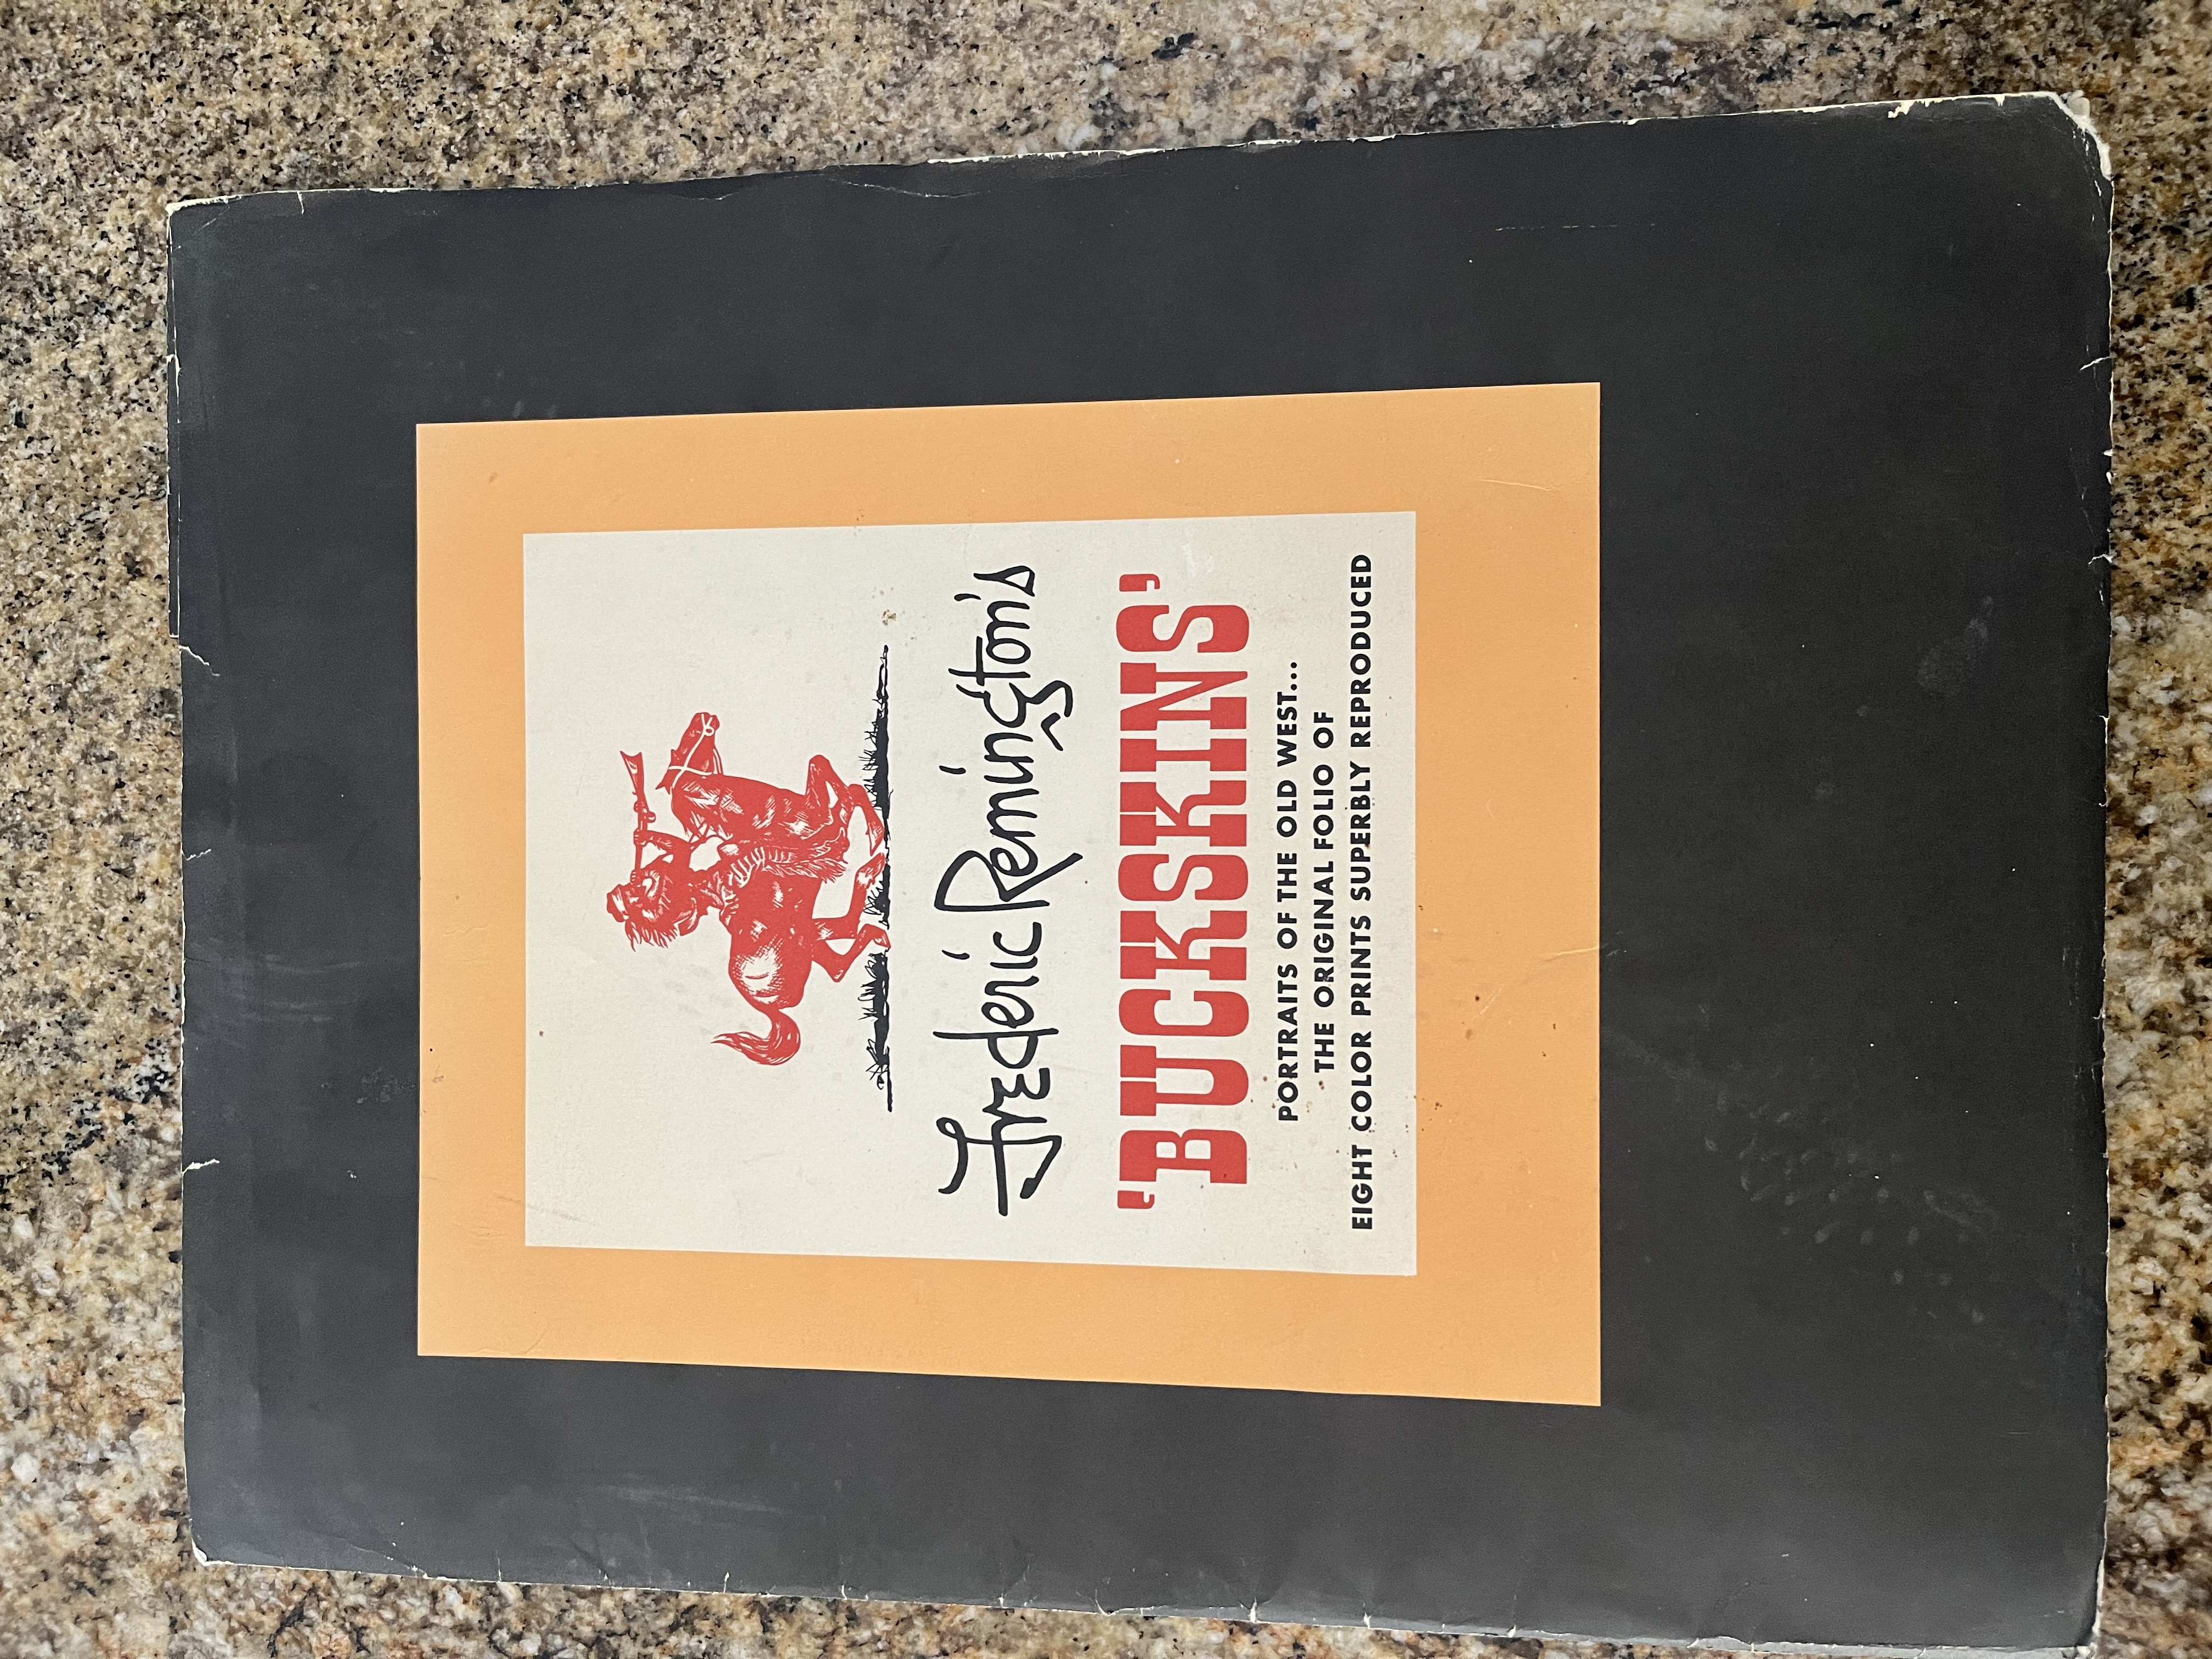 Frederic Remington's
'BUCKSKINS'
PORTRAITS OF THE OLD WEST...
THE ORIGINAL FOLIO OF
EIGHT COLOR PRINTS SUPERBLY REPRODUCED